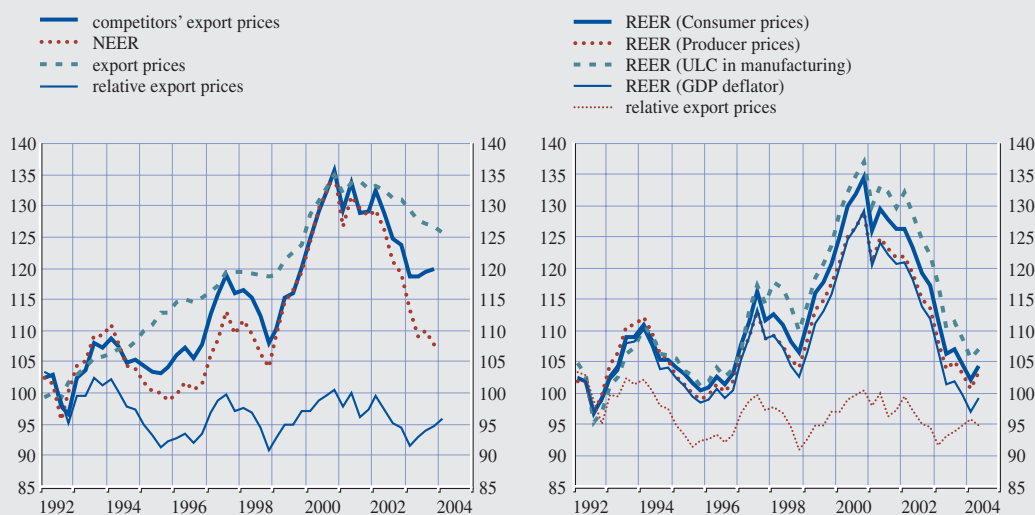 competitors' export prices
NEER
export prices
relative export prices
140 140
135 135
130 130
125 125
120 120
115 115
110 110
105 105
100 100
95 95
90 90
85 85
1992 1994 1996 1998 2000 2002 2004
REER (Consumer prices)
REER (Producer prices)
REER (ULC in manufacturing)
REER (GDP deflator)
relative export prices
140 140
135 135
130 130
125 125
120 120
115 115
110 110
105 105
100 100
95 95
90 90
85 85
1992 1994 1996 1998 2000 2002 2004